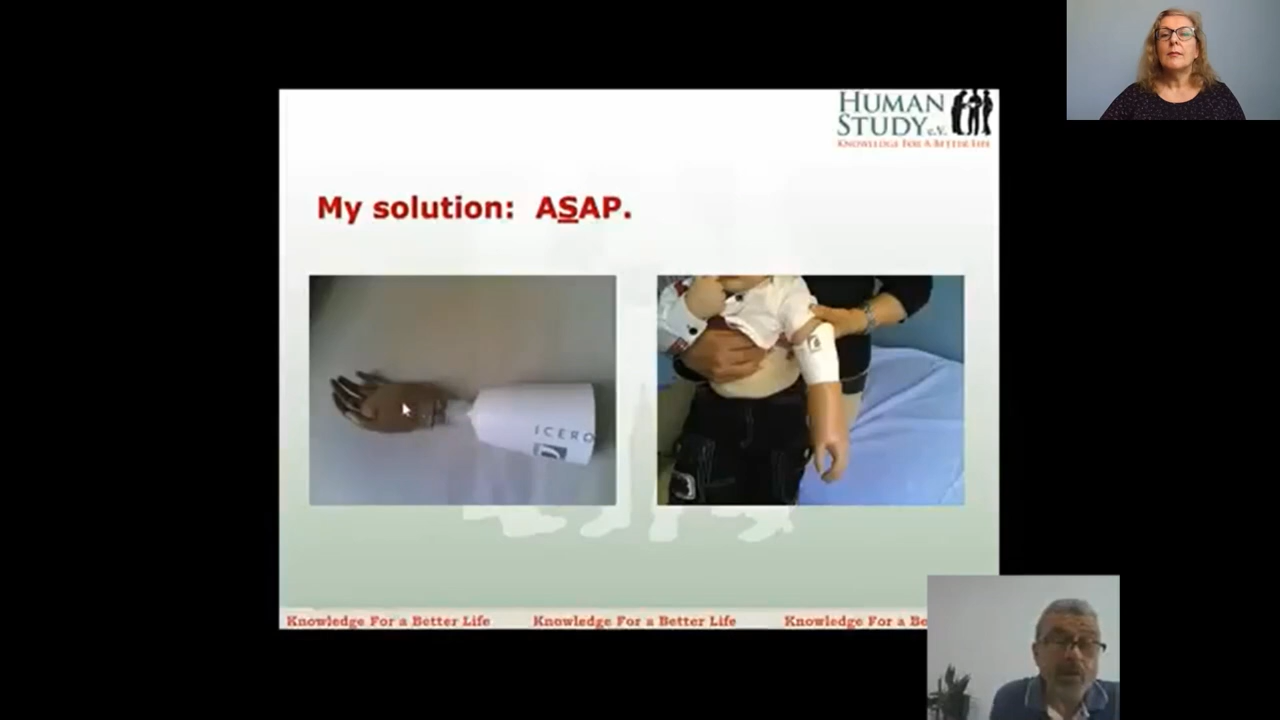 HUMAN
STUDY e.V.
KNOWLEDGE FOR A BETTER LIFE
My solution: ASAP.
ICERO
Knowledge For a Better Life Knowledge For a Better Life Knowledge For a Be